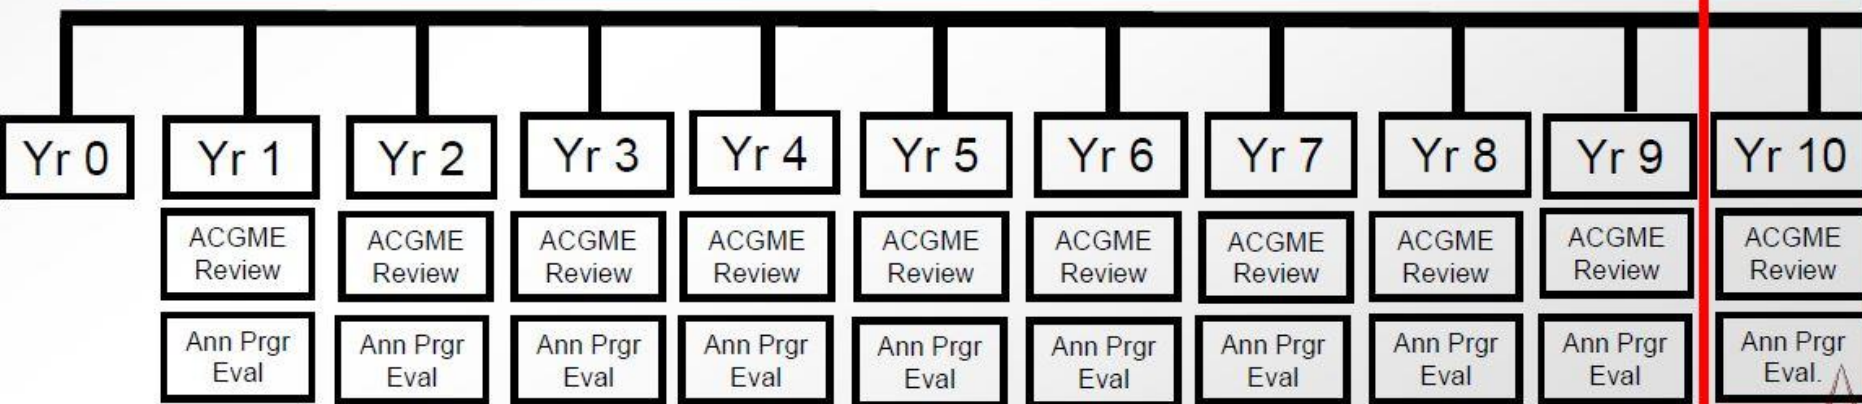 Yr 0 Yr 1 Yr 2 Yr 3 Yr 4 Yr 5 Yr 6 Yr 7 Yr 8 Yr 9 Yr 10
ACGME ACGME ACGME ACGME ACGME ACGME ACGME ACGME ACGME ACGME
Review Review Review Review Review Review Review Review Review Review
Ann Prgr Ann Prgr Ann Prgr Ann Prgr Ann Prgr Ann Prgr Ann Prgr Ann Prgr Ann Prgr Ann Prgr
Eval Eval Eval Eval Eval Eval Eval Eval Eval Eval.